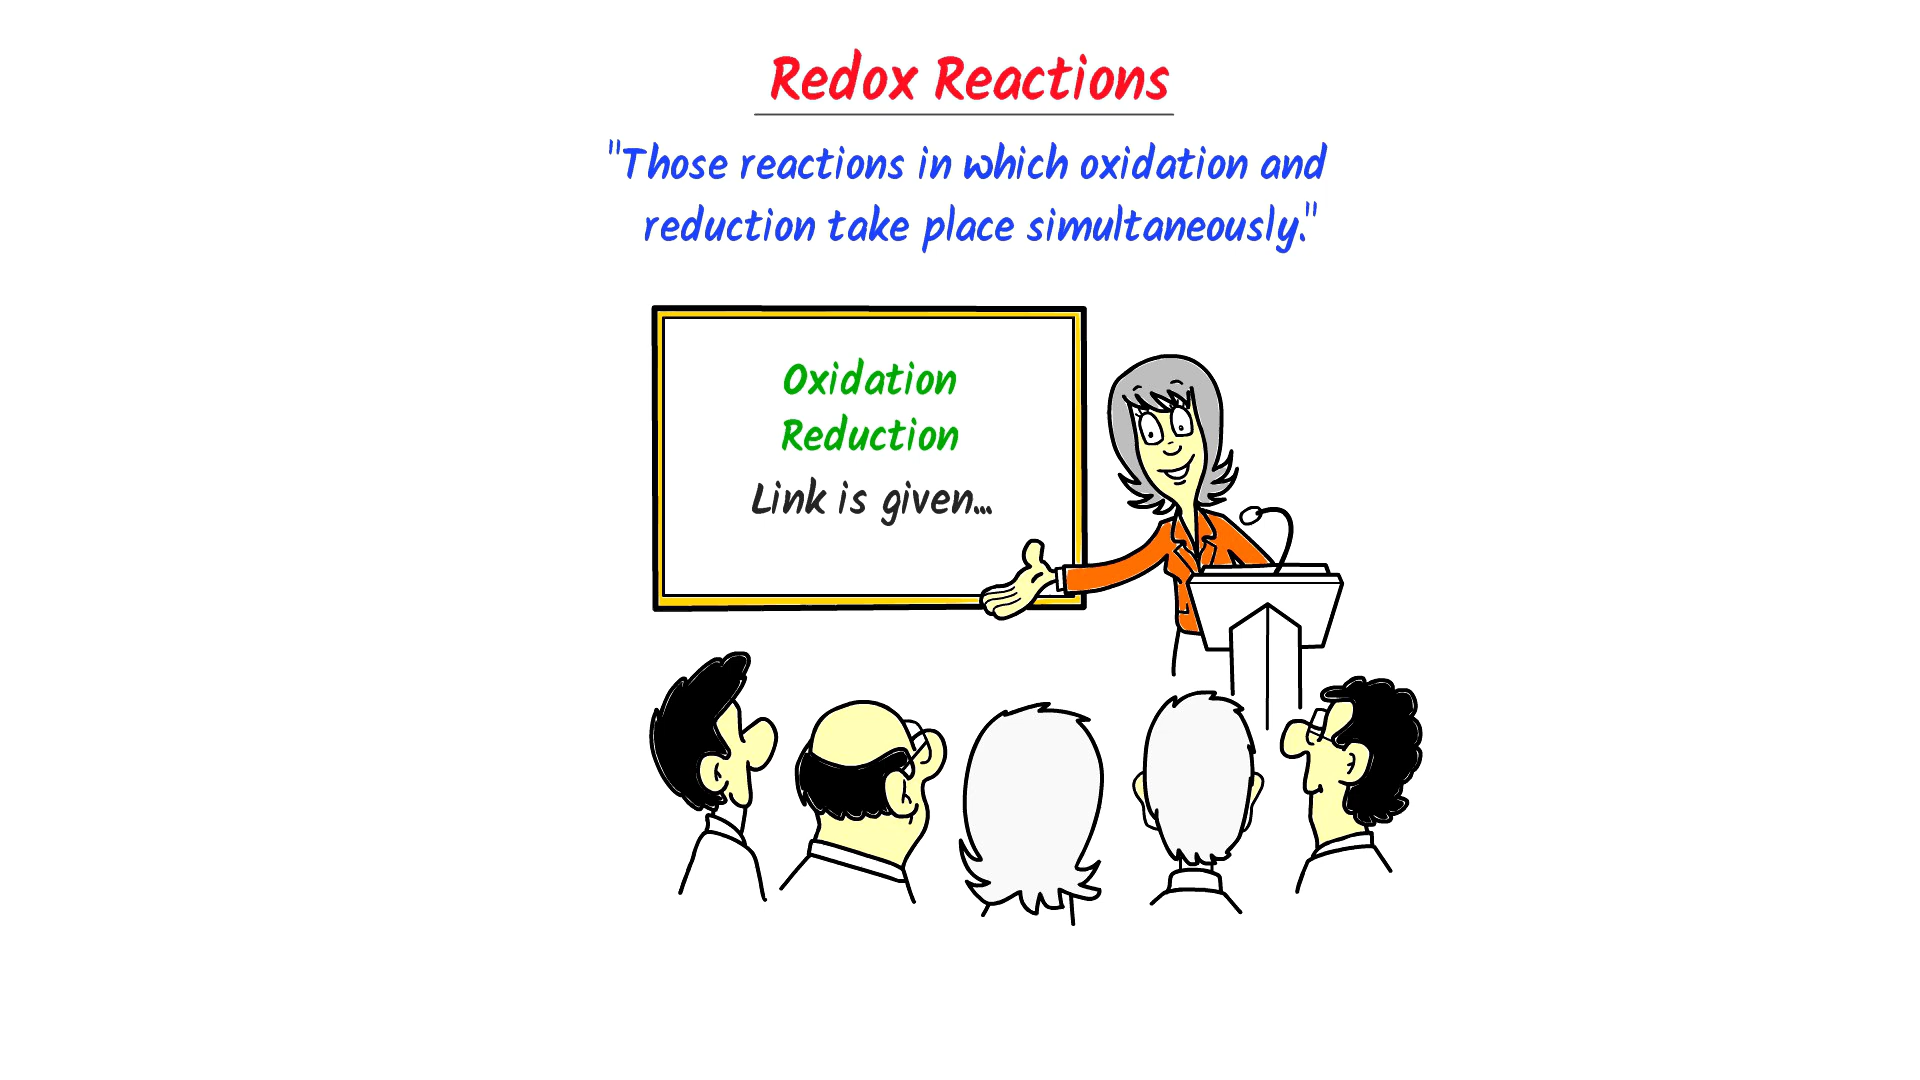 Redox Reactions
"Those reactions in which oxidation and
reduction take place simultaneously."
Oxidation
Reduction
Link is given...